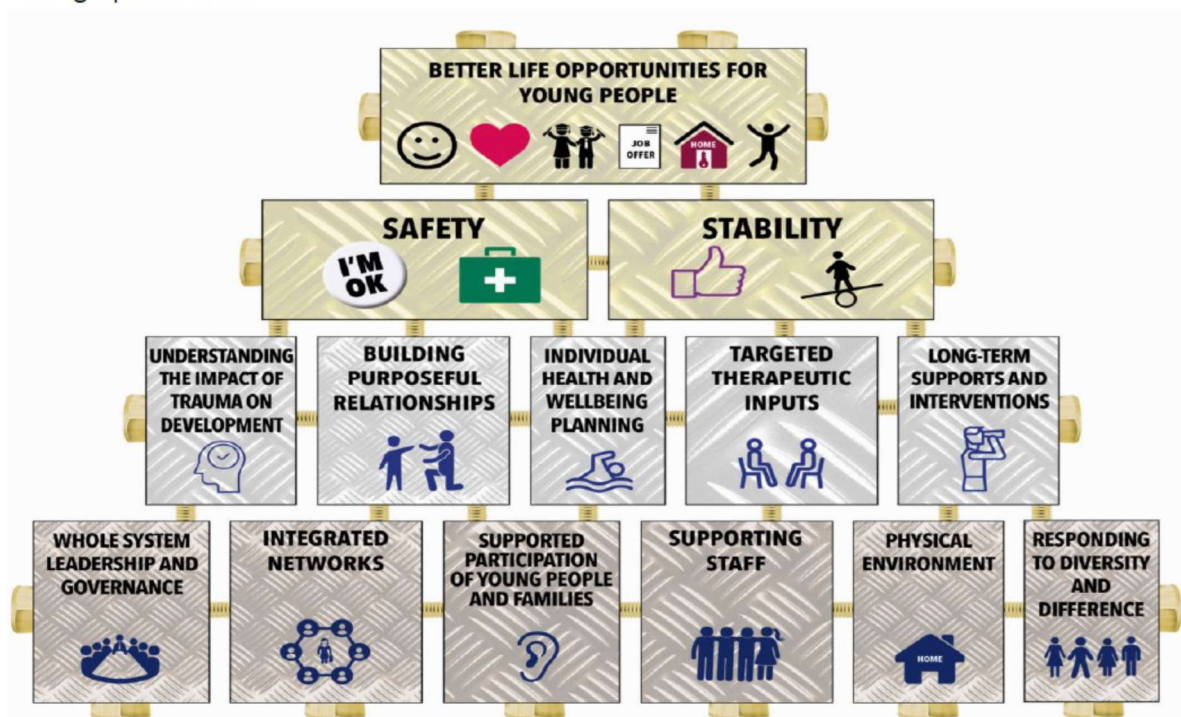 BETTER LIFE OPPORTUNITIES FOR
YOUNG PEOPLE
JOB
OFFER
HOME
SAFETY
I'M
OK
STABILITY
UNDERSTANDING
THE IMPACT OF
TRAUMA ON
DEVELOPMENT
BUILDING
PURPOSEFUL
RELATIONSHIPS
INDIVIDUAL
HEALTH AND
WELLBEING
PLANNING
TARGETED
THERAPEUTIC
INPUTS
LONG-TERM
SUPPORTS AND
INTERVENTIONS
WHOLE SYSTEM
LEADERSHIP AND
GOVERNANCE
INTEGRATED
NETWORKS
SUPPORTED
PARTICIPATION
OF YOUNG PEOPLE
AND FAMILIES
SUPPORTING
STAFF
PHYSICAL
ENVIRONMENT
HOME
RESPONDING
TO DIVERSITY
AND
DIFFERENCE